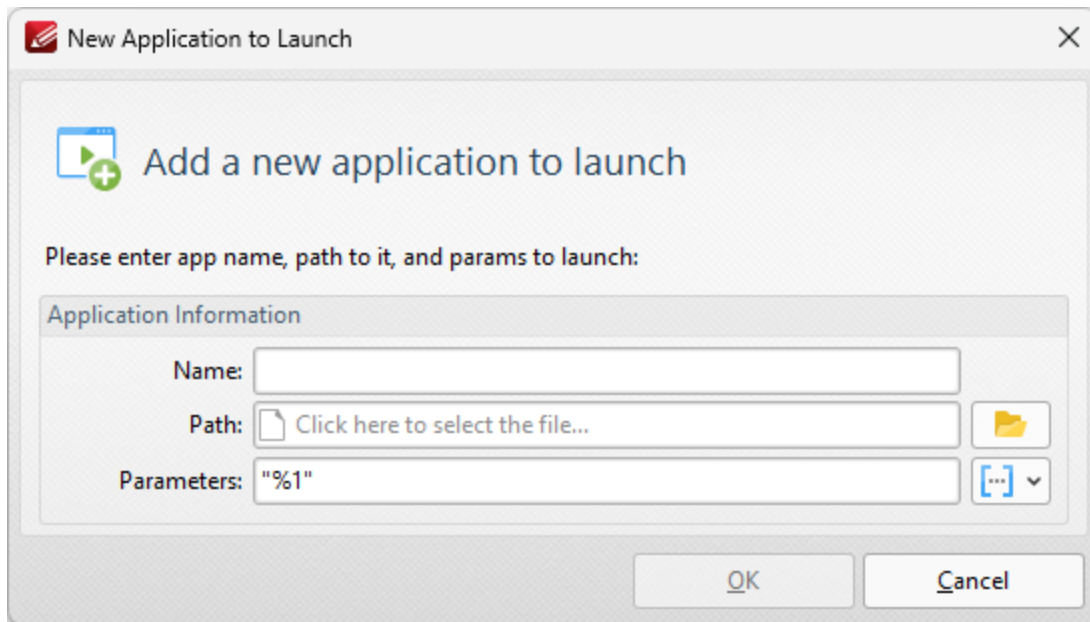 New Application to Launch
Add a new application to launch
Please enter app name, path to it, and params to launch:
Application Information
Name:
Path: Click here to select the file...
Parameters: "%1"
OK Cancel